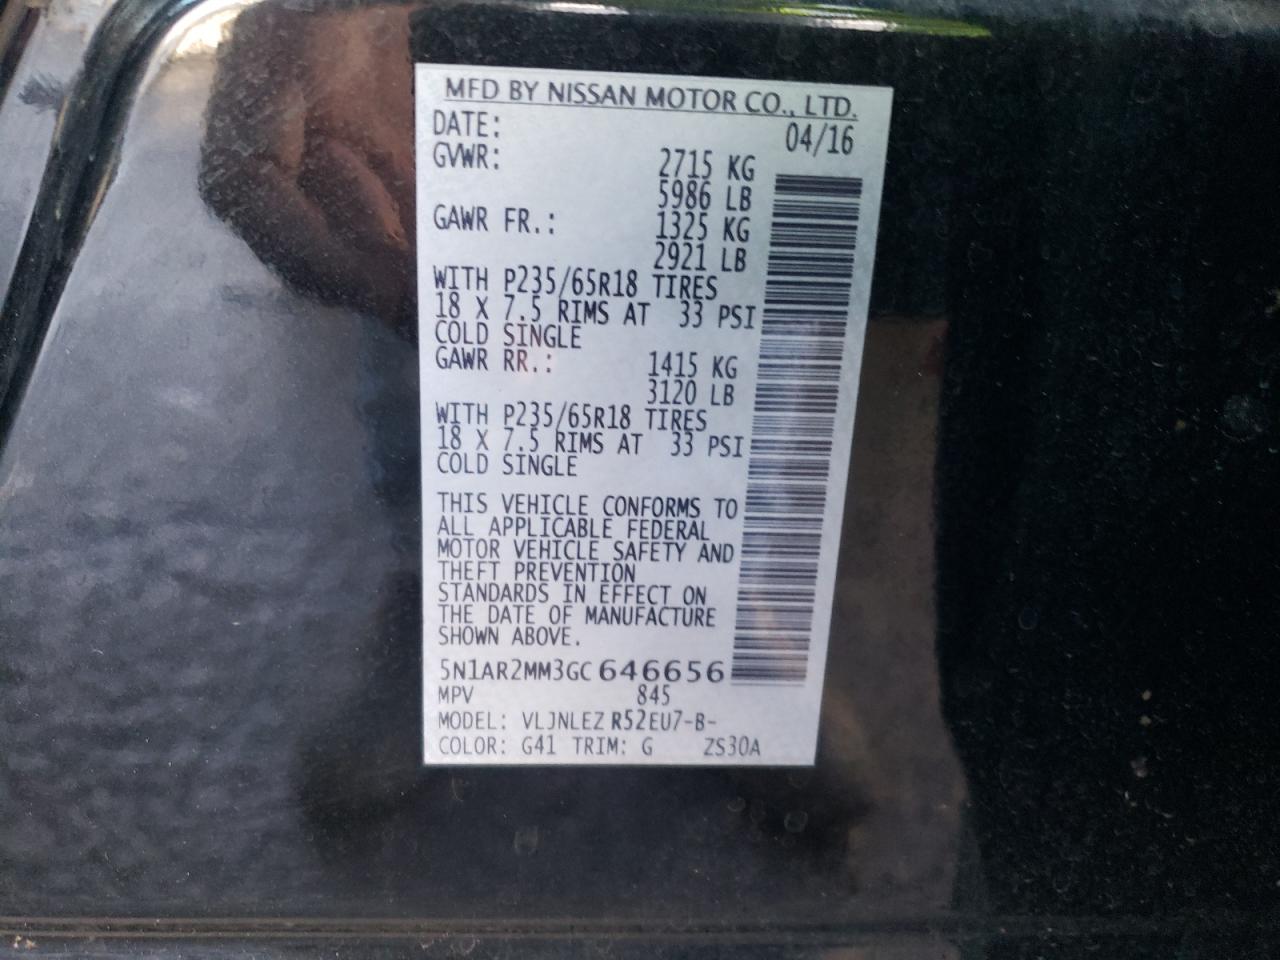 MFD BY NISSAN MOTOR CO., LTD.
DATE: 04/16
GVWR: 2715 KG
5986 LB
GAWR FR.: 1325 KG
2921 LB
WITH P235/65R18 TIRES
18 X 7.5 RIMS AT 33 PSI
COLD SINGLE
GAWR RR.: 1415 KG
3120 LB
WITH P235/65R18 TIRES
18 X 7.5 RIMS AT 33 PSI
COLD SINGLE
THIS VEHICLE CONFORMS TO
ALL APPLICABLE FEDERAL
MOTOR VEHICLE SAFETY AND
THEFT PREVENTION
STANDARDS IN EFFECT ON
THE DATE OF MANUFACTURE
SHOWN ABOVE.
5N1AR2MM3GC646656
MPV 845
MODEL: VLJNLEZ R52EU7-B-
COLOR: G41 TRIM: G ZS30A